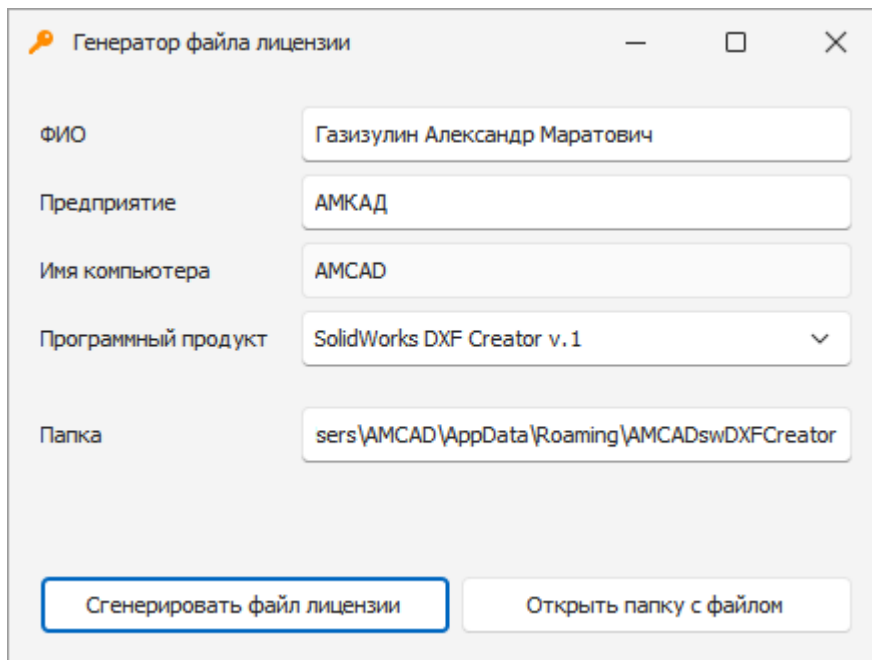 Генератор файла лицензии
ФИО
Газизулин Александр Маратович
Предприятие
АМКАД
Имя компьютера
AMCAD
Программный продукт
SolidWorks DXF Creator v.1
Папка
sers\AMCAD\AppData\Roaming\AMCADswDXFCreator
Сгенерировать файл лицензии
Открыть папку с файлом